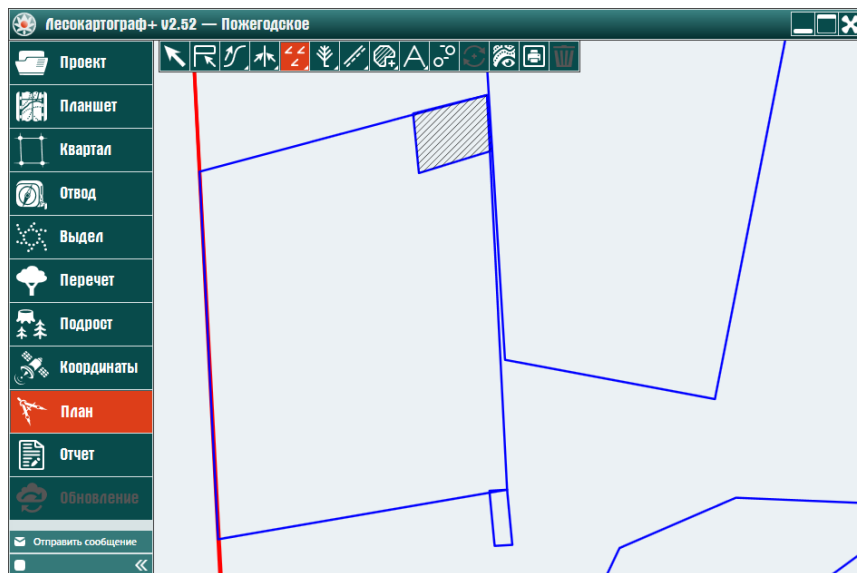 Лесокартограф+ v2.52 — Пожегодское
Проект
Планшет
Квартал
Отвод
Выдел
Перечет
Подрост
Координаты
План
Отчет
Обновление
Отправить сообщение